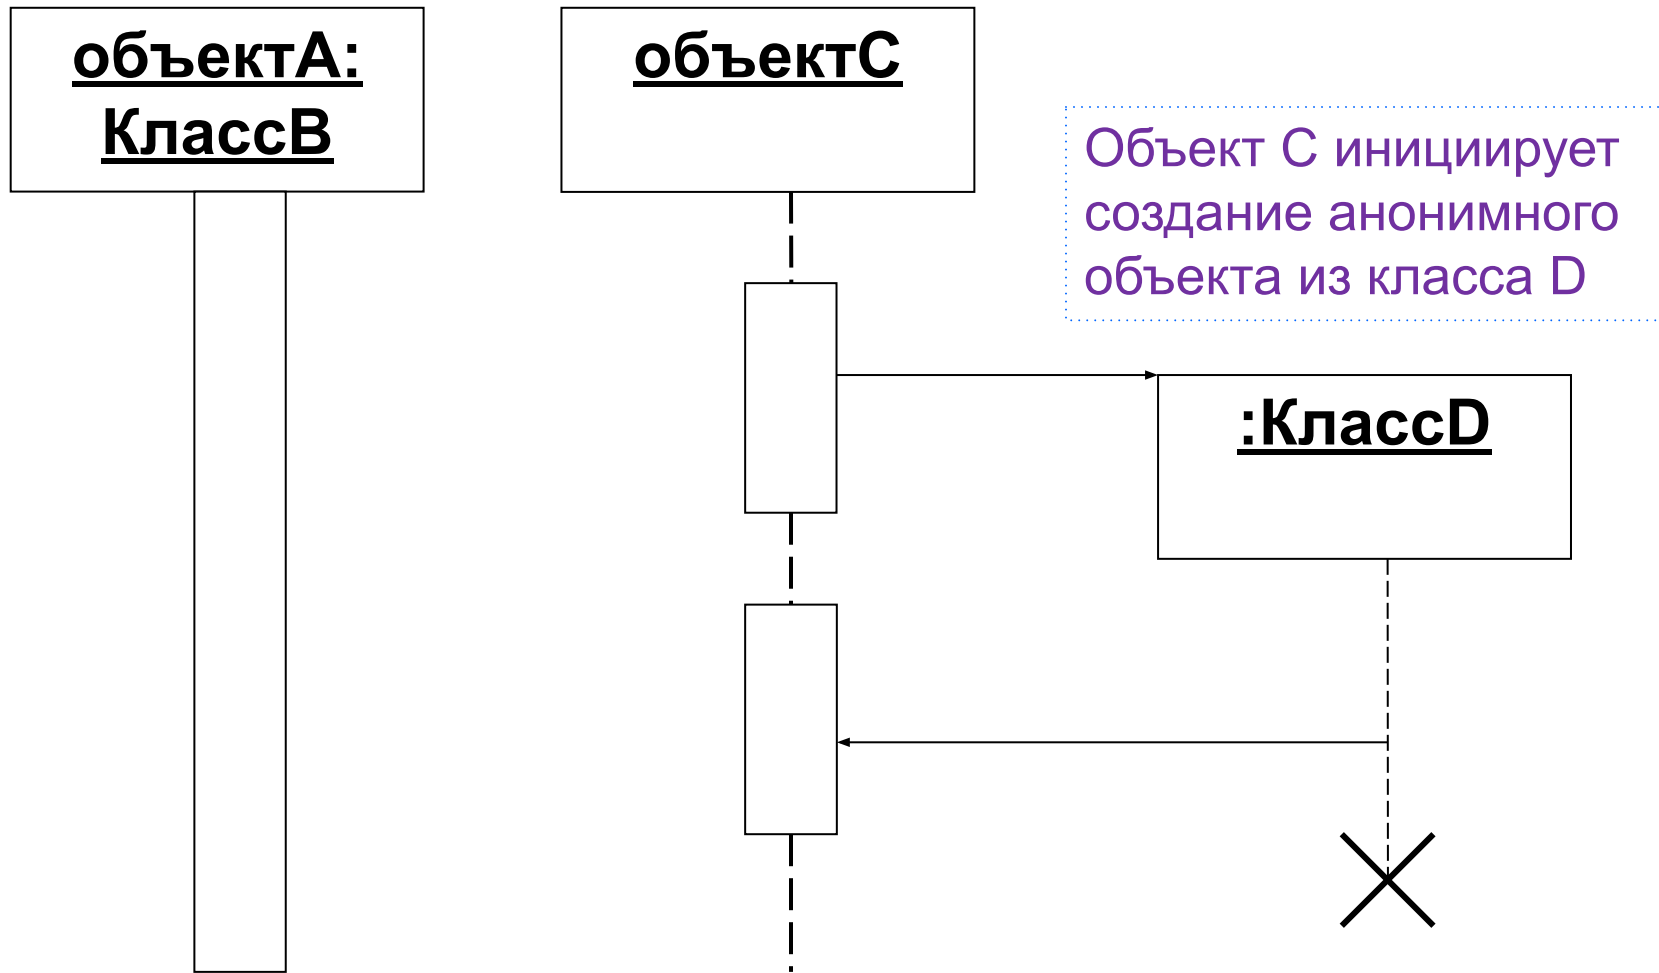 объектА:
КлассВ
объектС
Объект С инициирует
создание анонимного
объекта из класса D
:КлассD